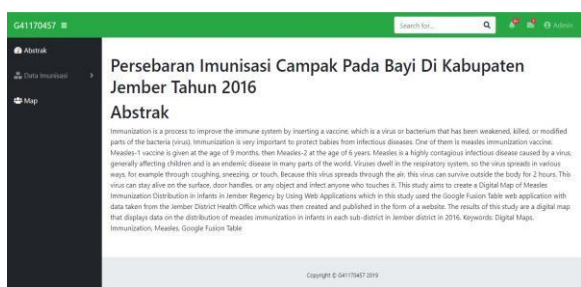 G41170457
Search for...
Admin
Abstrak
Data Imunisasi
Map
Persebaran Imunisasi Campak Pada Bayi Di Kabupaten
Jember Tahun 2016
Abstrak
Immunization is a process to improve the immune system by inserting a vaccine, which is a virus or bacterium that has been weakened, killed, or modified
parts of the bacteria (virus). Immunization is very important to protect babies from infectious diseases. One of them is measles immunization vaccine.
Measles-1 vaccine is given at the age of 9 months, then Measles-2 at the age of 6 years. Measles is a highly contagious infectious disease caused by a virus,
generally affecting children and is an endemic disease in many parts of the world. Viruses dwell in the respiratory system, so the virus spreads in various
ways, for example through coughing, sneezing, or touch. Because this virus spreads through the air, this virus can survive outside the body for 2 hours. This
virus can stay alive on the surface, door handles, or any object and infect anyone who touches it. This study aims to create a Digital Map of Measles
Immunization Distribution in infants in Jember Regency by Using Web Applications which in this study used the Google Fusion Table web application with
data taken from the Jember District Health Office which was then created and published in the form of a website. The results of this study are a digital map
that displays data on the distribution of measles immunization in infants in each sub-district in Jember district in 2016. Keywords: Digital Maps,
Immunization, Measles, Google Fusion Table
Copyright © G41170457 2019